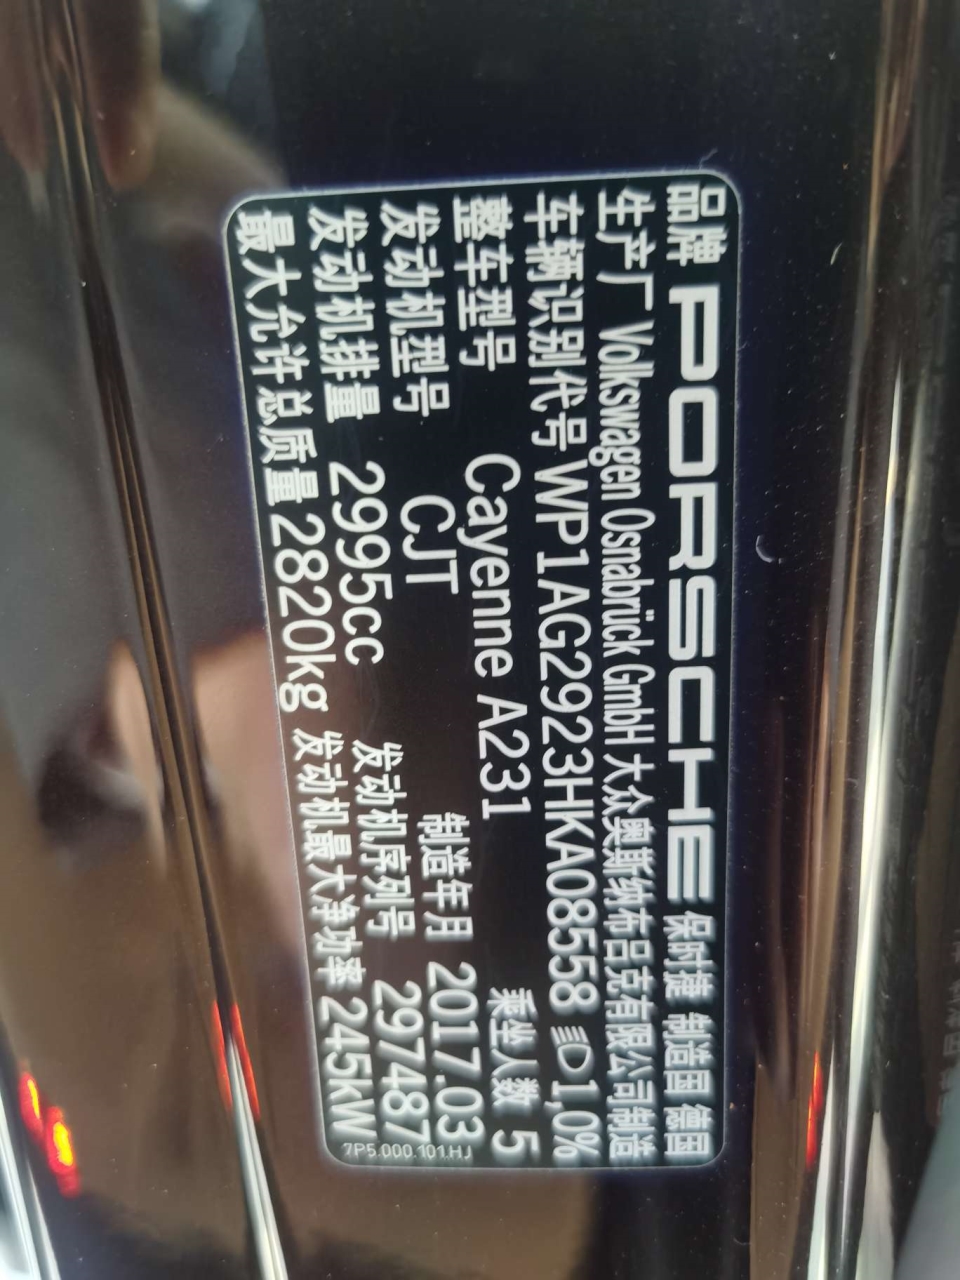 品牌 PORSCHE 保时捷 制造国 德国
生产厂 Volkswagen Osnabrück GmbH 大众奥斯纳布吕克有限公司制造
车辆识别代号 WP1AG2923HKA08558 1,0%
整车型号 Cayenne A231 乘坐人数 5
发动机型号 CJT 制造年月 2017.03
发动机排量 2995cc 发动机序列号 297487
最大允许总质量 2820kg 发动机最大净功率 245kW
7P5.000.101.HJ